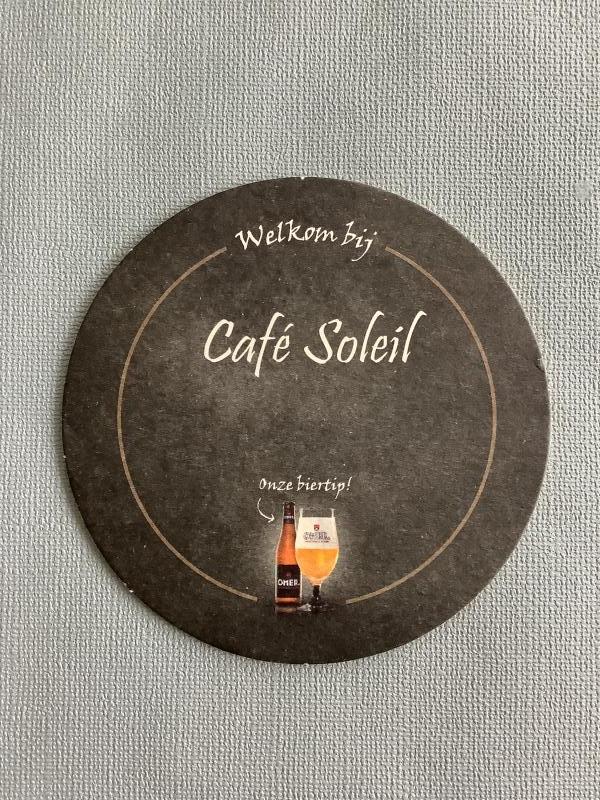 Welkom bij
Café Soleil
Onze biertip!
OMER.